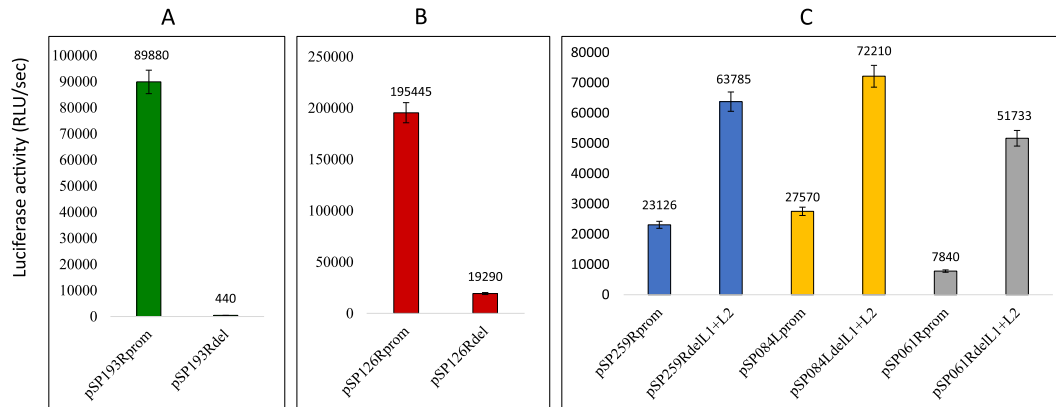 A
B
C
Luciferase activity (RLU/sec)
100000
90000
80000
70000
60000
50000
40000
30000
20000
10000
0
89880
440
pSP193Rprom
pSP193Rdel
250000
200000
150000
100000
50000
0
195445
19290
pSP126Rprom
pSP126Rdel
80000
70000
60000
50000
40000
30000
20000
10000
0
23126
63785
27570
72210
7840
51733
pSP259Rprom
pSP259RdelL1+L2
pSP084Lprom
pSP084LdelL1+L2
pSP061Rprom
pSP061RdelL1+L2